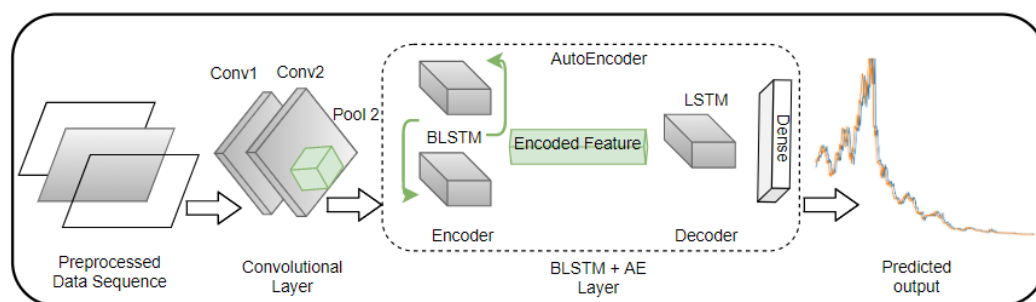 Conv1
Conv2
Pool 2
AutoEncoder
BLSTM
Encoded Feature
LSTM
Dense
Encoder
Decoder
Preprocessed
Data Sequence
Convolutional
Layer
BLSTM + AE
Layer
Predicted
output